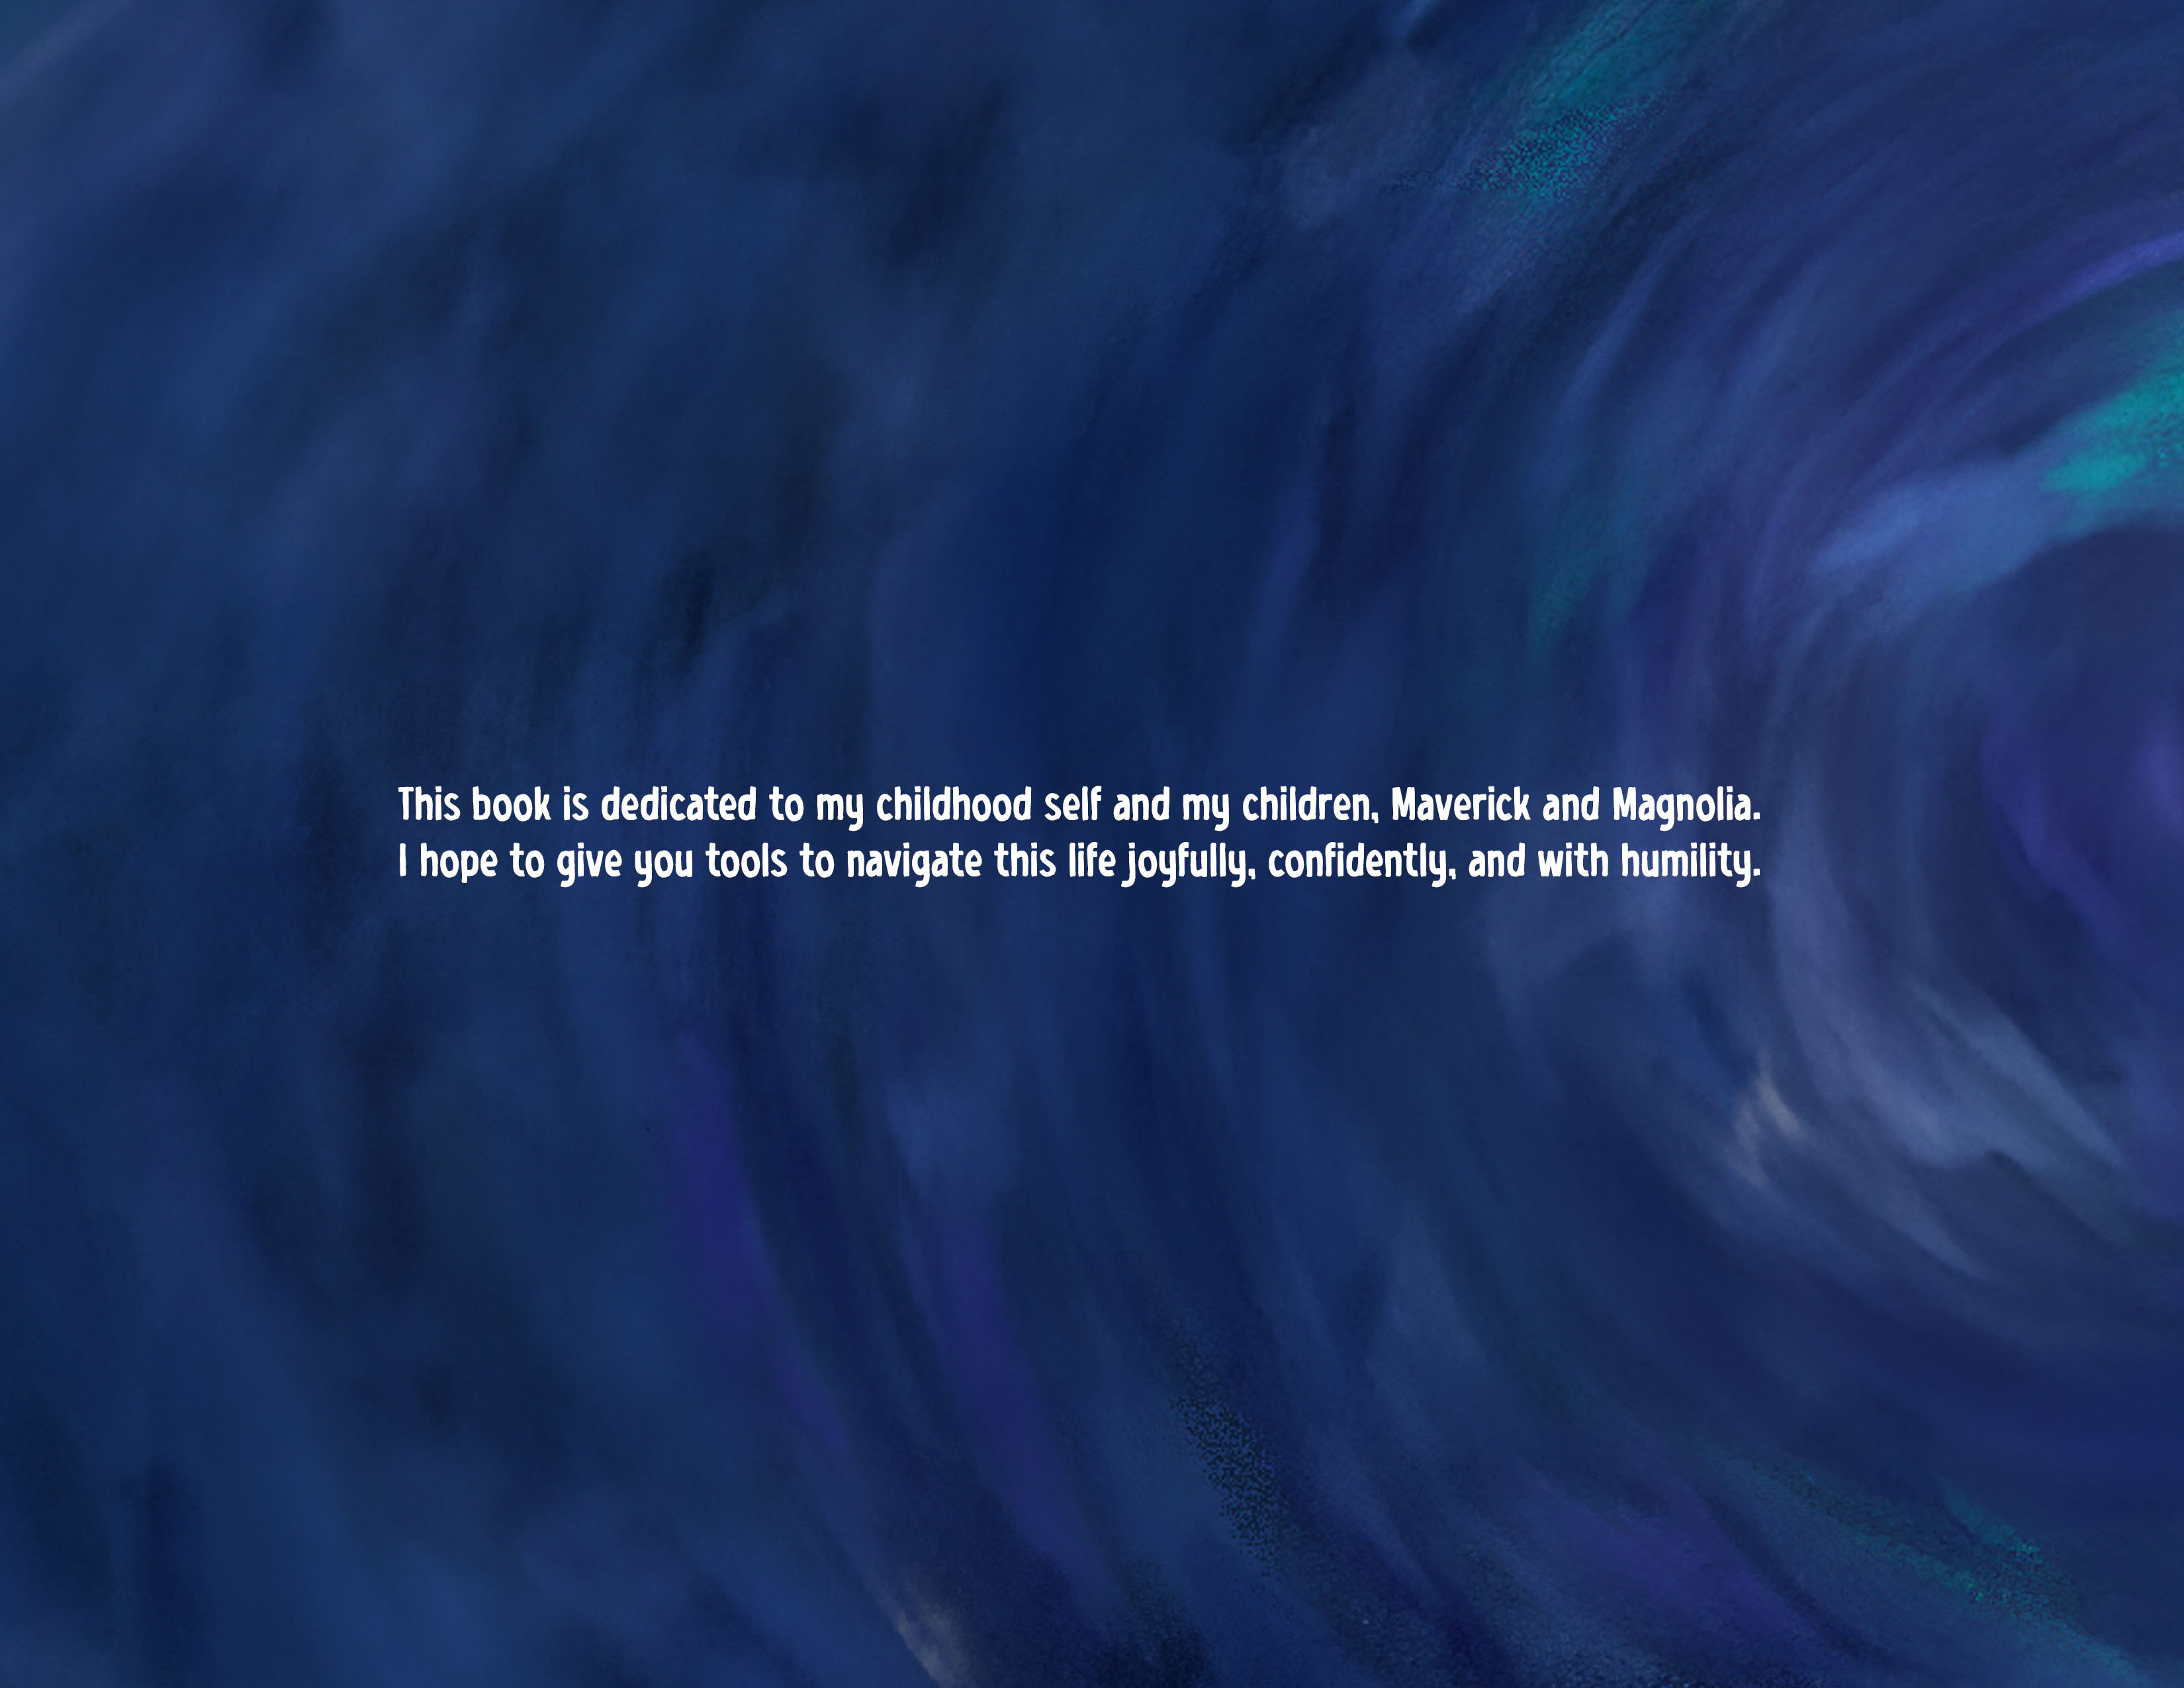 This book is dedicated to my childhood self and my children, Maverick and Magnolia.
I hope to give you tools to navigate this life joyfully, confidently, and with humility.